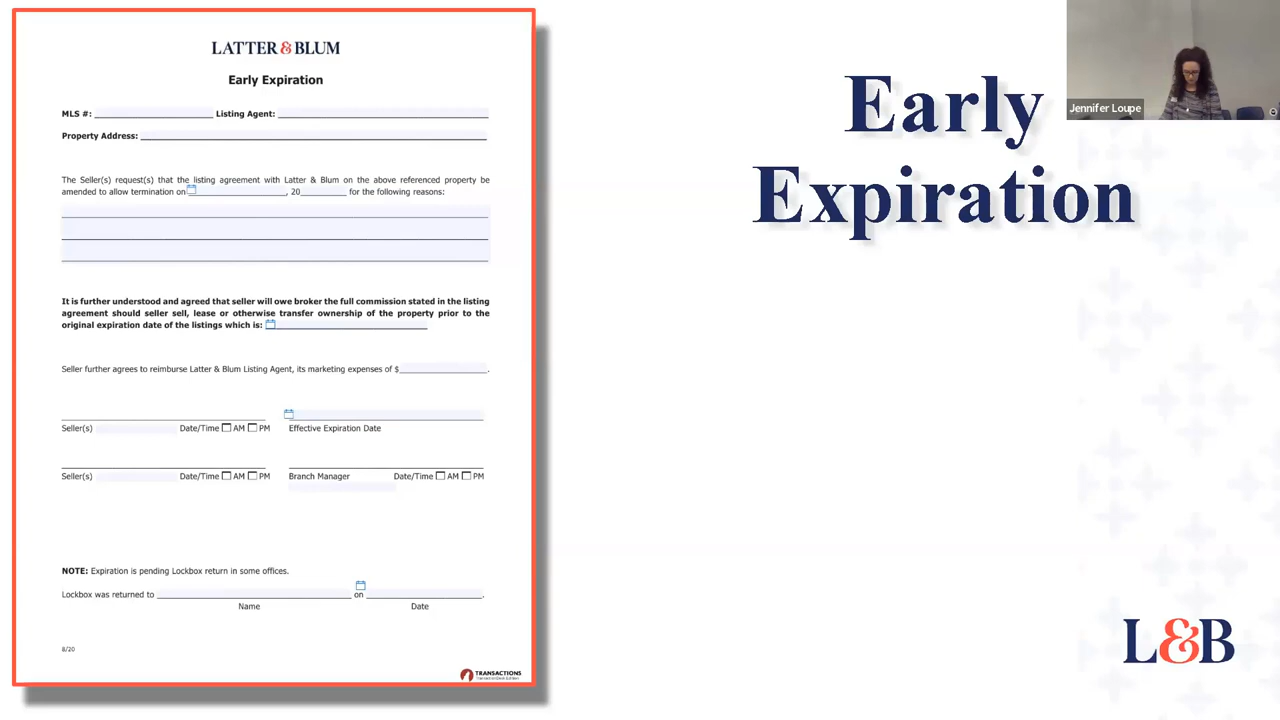 LATTER & BLUM
Early Expiration
MLS #: Listing Agent:
Property Address:
The Seller(s) request(s) that the listing agreement with Latter & Blum on the above referenced property be
amended to allow termination on , 20 for the following reasons:
It is further understood and agreed that seller will owe broker the full commission stated in the listing
agreement should seller sell, lease or otherwise transfer ownership of the property prior to the
original expiration date of the listings which is:
Seller further agrees to reimburse Latter & Blum Listing Agent, its marketing expenses of $ .
Seller(s) Date/Time AM PM Effective Expiration Date
Seller(s) Date/Time AM PM Branch Manager Date/Time AM PM
NOTE: Expiration is pending Lockbox return in some offices.
Lockbox was returned to on .
Name Date
8/20
TRANSACTIONS
Early
Expiration
Jennifer Loupe
L&B